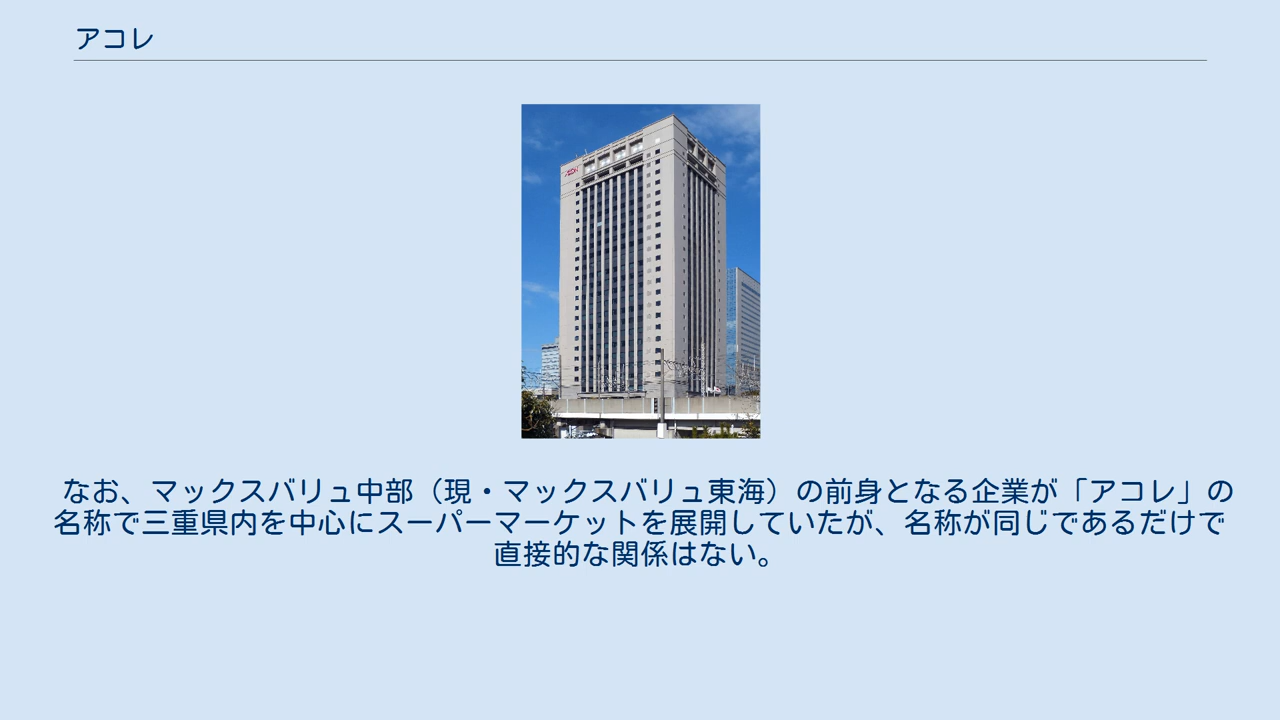 アコレ
AEON
なお、マックスバリュ中部（現・マックスバリュ東海）の前身となる企業が「アコレ」の
名称で三重県内を中心にスーパーマーケットを展開していたが、名称が同じであるだけで
直接的な関係はない。